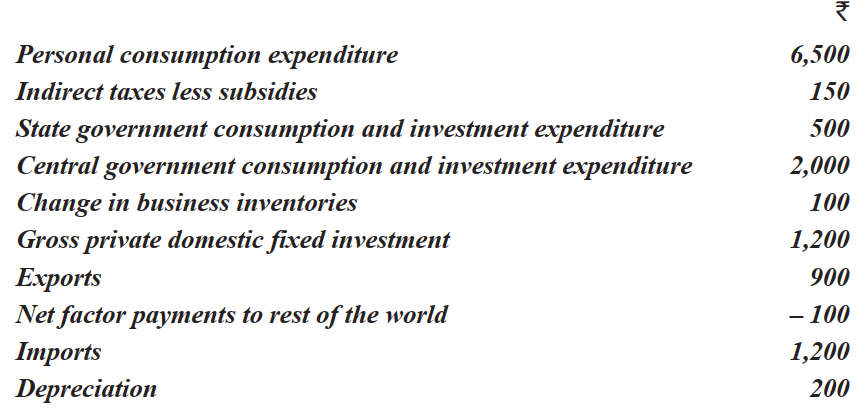 ₹
Personal consumption expenditure 6,500
Indirect taxes less subsidies 150
State government consumption and investment expenditure 500
Central government consumption and investment expenditure 2,000
Change in business inventories 100
Gross private domestic fixed investment 1,200
Exports 900
Net factor payments to rest of the world – 100
Imports 1,200
Depreciation 200